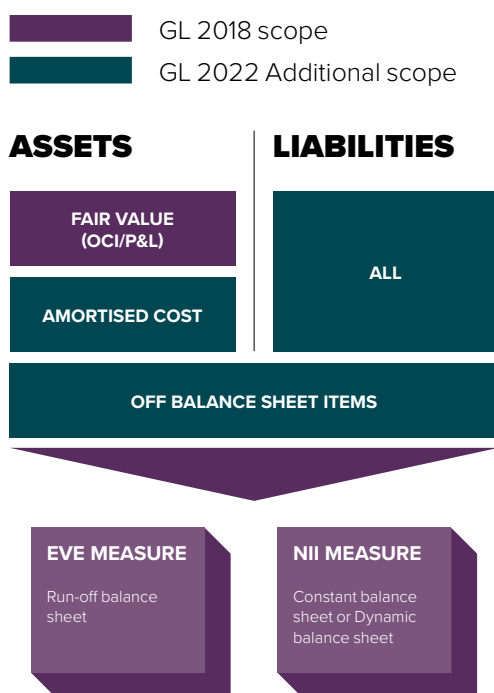 GL 2018 scope
GL 2022 Additional scope
ASSETS
LIABILITIES
FAIR VALUE
(OCI/P&L)
AMORTISED COST
ALL
OFF BALANCE SHEET ITEMS
EVE MEASURE
Run-off balance
sheet
NII MEASURE
Constant balance
sheet or Dynamic
balance sheet